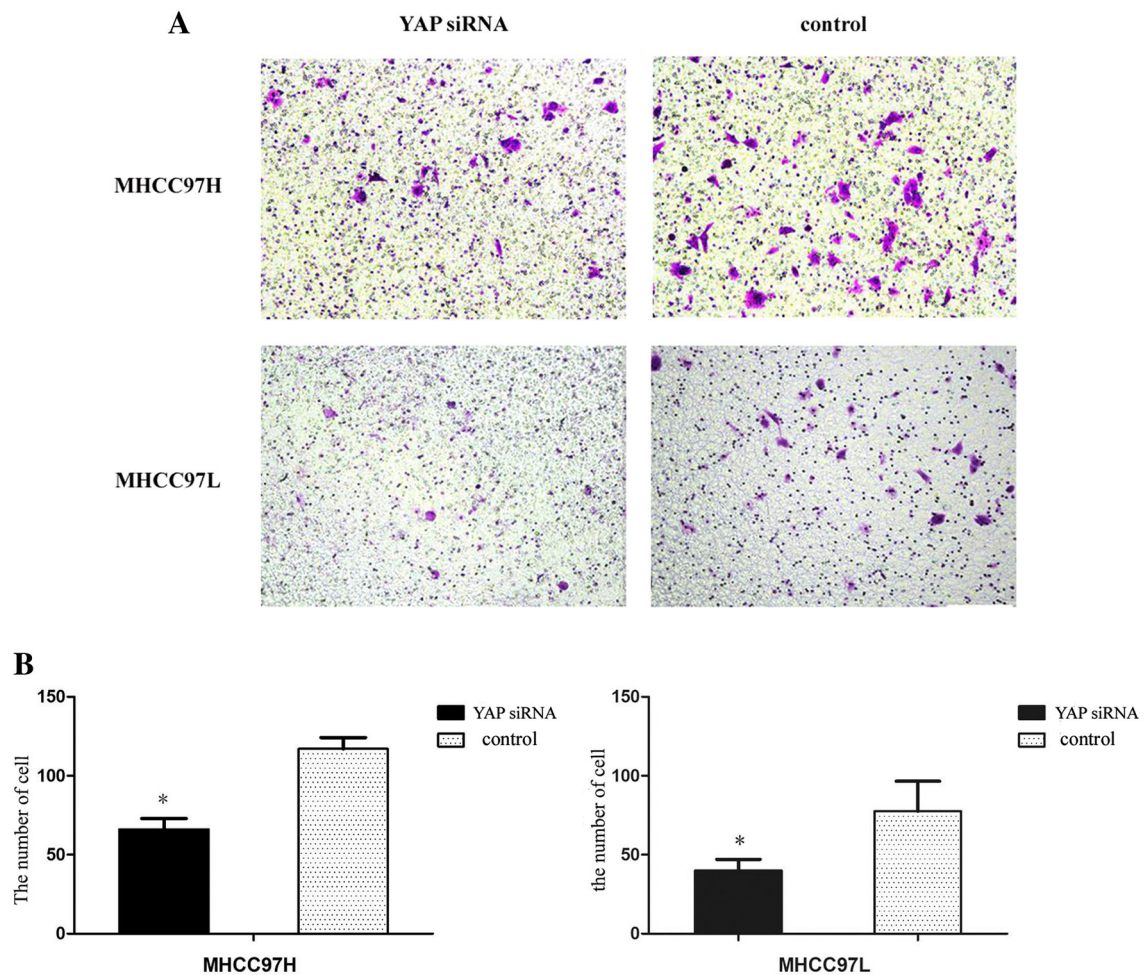 A
YAP siRNA
control
MHCC97H
MHCC97L
B
150
100
50
0
The number of cell
*
YAP siRNA
control
MHCC97H
150
100
50
0
the number of cell
*
YAP siRNA
control
MHCC97L